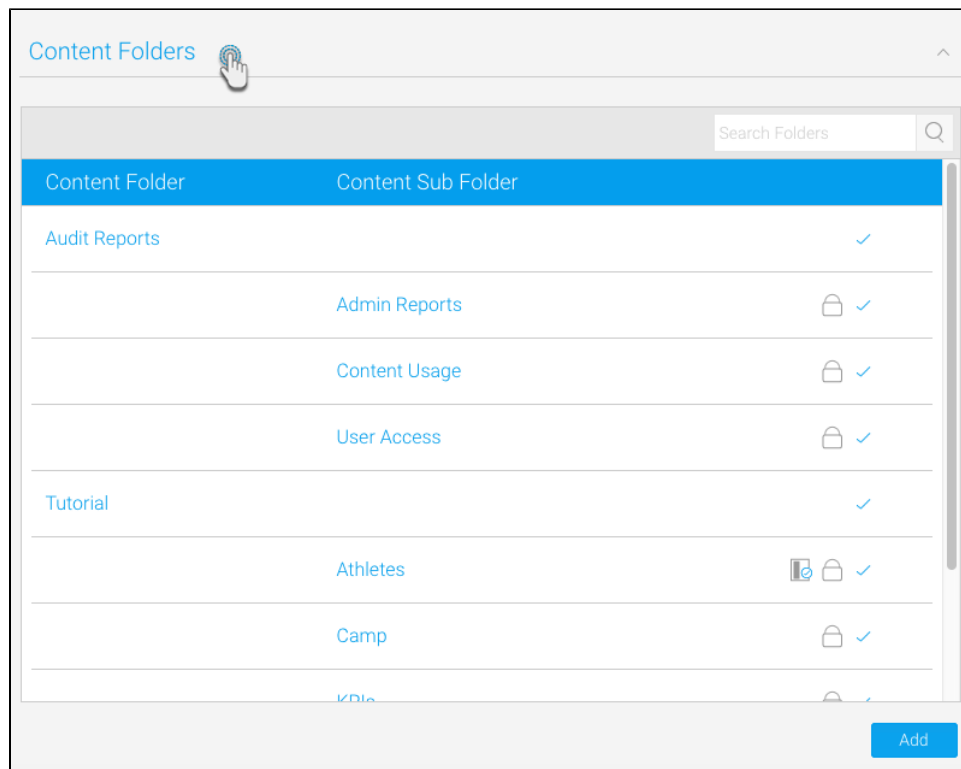 Content Folders
Search Folders
Content Folder Content Sub Folder
Audit Reports
Admin Reports
Content Usage
User Access
Tutorial
Athletes
Camp
KPIs
Add